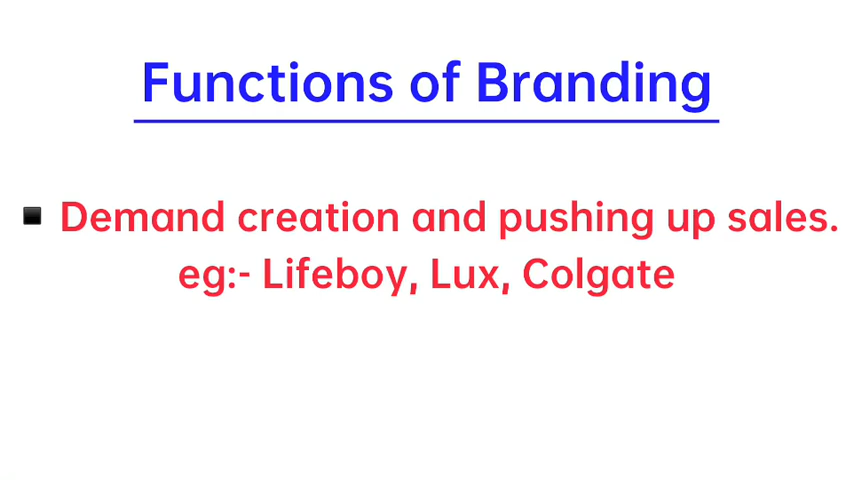 Functions of Branding
▪ Demand creation and pushing up sales.
eg:- Lifeboy, Lux, Colgate